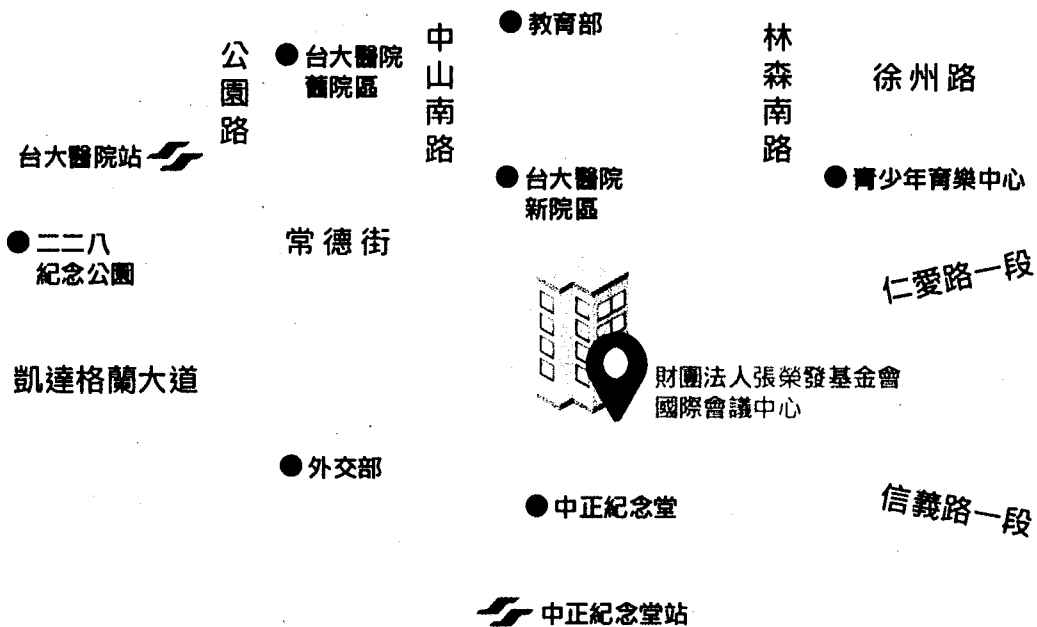 教育部
公園路
台大醫院
舊院區
中山南路
林森南路
徐州路
台大醫院站
台大醫院
新院區
青少年育樂中心
二二八
紀念公園
常德街
仁愛路一段
凱達格蘭大道
財團法人張榮發基金會
國際會議中心
外交部
中正紀念堂
信義路一段
中正紀念堂站